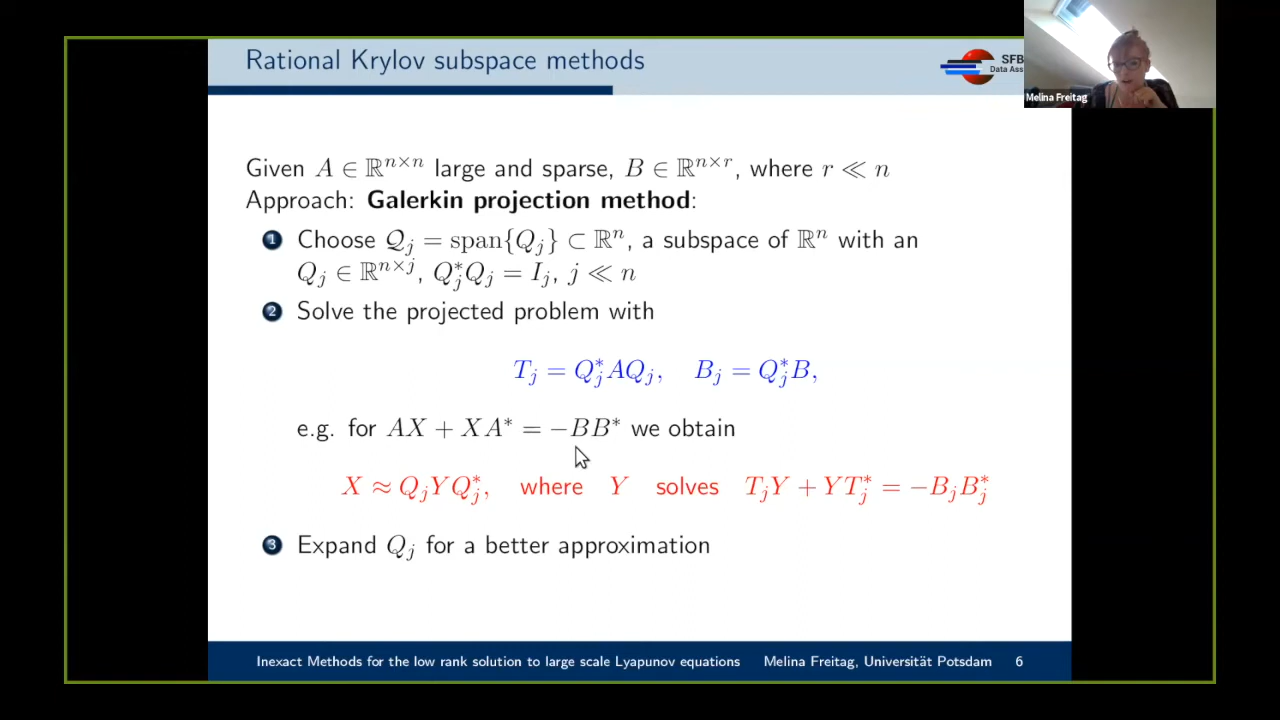 Rational Krylov subspace methods
SFB
Data Ass
Melina Freitag
Given A ∈ ℝ^{n×n} large and sparse, B ∈ ℝ^{n×r}, where r ≪ n
Approach: Galerkin projection method:
1 Choose 𝒬_j = span{Q_j} ⊂ ℝ^n, a subspace of ℝ^n with an
Q_j ∈ ℝ^{n×j}, Q_j^*Q_j = I_j, j ≪ n
2 Solve the projected problem with
T_j = Q_j^*AQ_j, B_j = Q_j^*B,
e.g. for AX + XA^* = −BB^* we obtain
X ≈ Q_jYQ_j^*, where Y solves T_jY + YT_j^* = −B_jB_j^*
3 Expand Q_j for a better approximation
Inexact Methods for the low rank solution to large scale Lyapunov equations Melina Freitag, Universität Potsdam 6